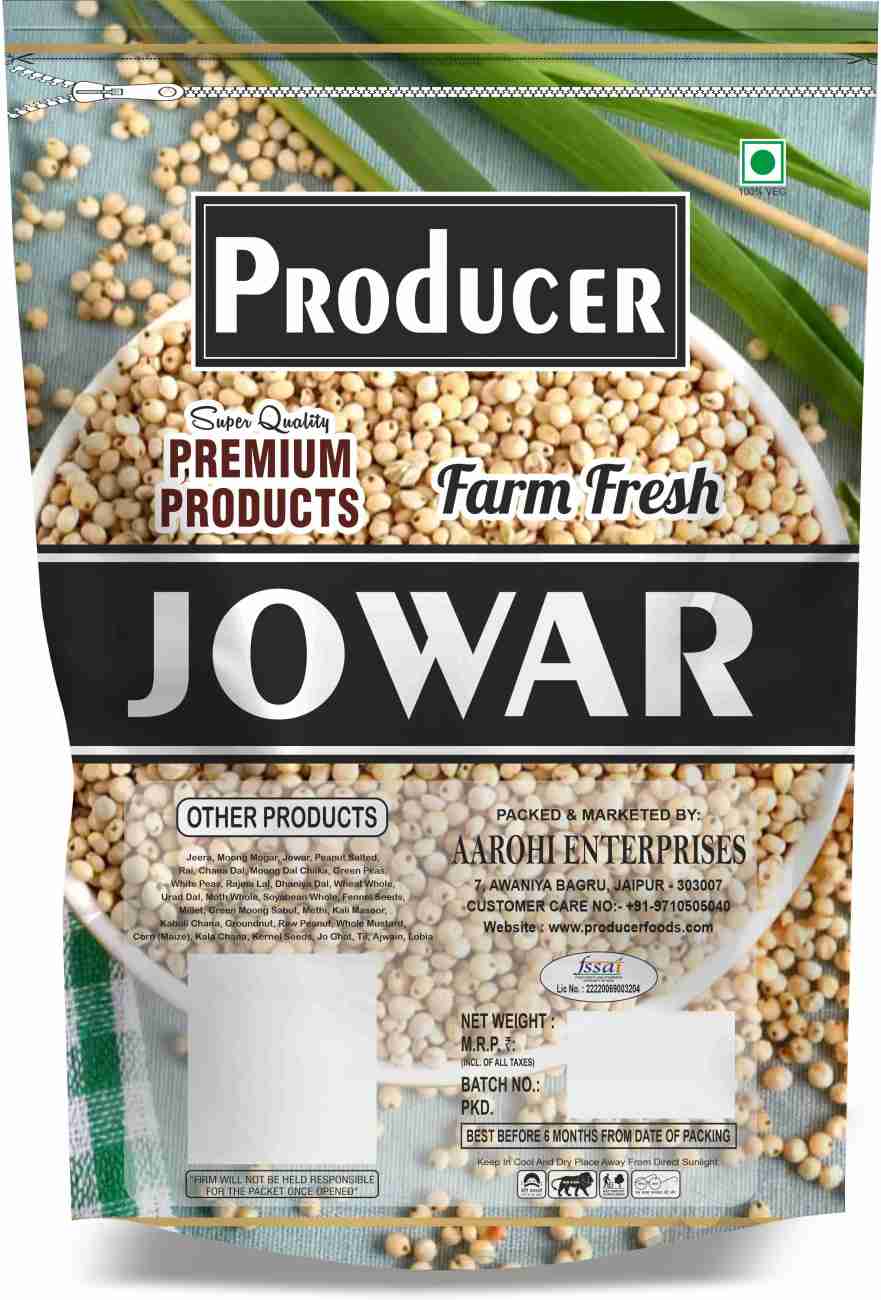 100% VEG
PRODUCER
Super Quality
PREMIUM
PRODUCTS
Farm Fresh
JOWAR
OTHER PRODUCTS
Jeera, Moong Mogar, Jowar, Peanut Salted,
Rai, Chana Dal, Moong Dal Chilka, Green Peas,
White Peas, Rajma Lal, Dhaniya Dal, Wheat Whole,
Urad Dal, Moth Whole, Soyabean Whole, Fennel Seeds,
Millet, Green Moong Sabut, Methi, Kali Masoor,
Kabuli Chana, Groundnut, Raw Peanut, Whole Mustard,
Corn (Maize), Kala Chana, Kernel Seeds, Jo Ghat, Til, Ajwain, Lobia
"FIRM WILL NOT BE HELD RESPONSIBLE
FOR THE PACKET ONCE OPENED"
PACKED & MARKETED BY:
AAROHI ENTERPRISES
7, AWANIYA BAGRU, JAIPUR - 303007
CUSTOMER CARE NO:- +91-9710505040
Website : www.producerfoods.com
fssai
Lic No. : 22220069003204
NET WEIGHT :
M.R.P. ₹:
(INCL. OF ALL TAXES)
BATCH NO.:
PKD.
BEST BEFORE 6 MONTHS FROM DATE OF PACKING
Keep In Cool And Dry Place Away From Direct Sunlight